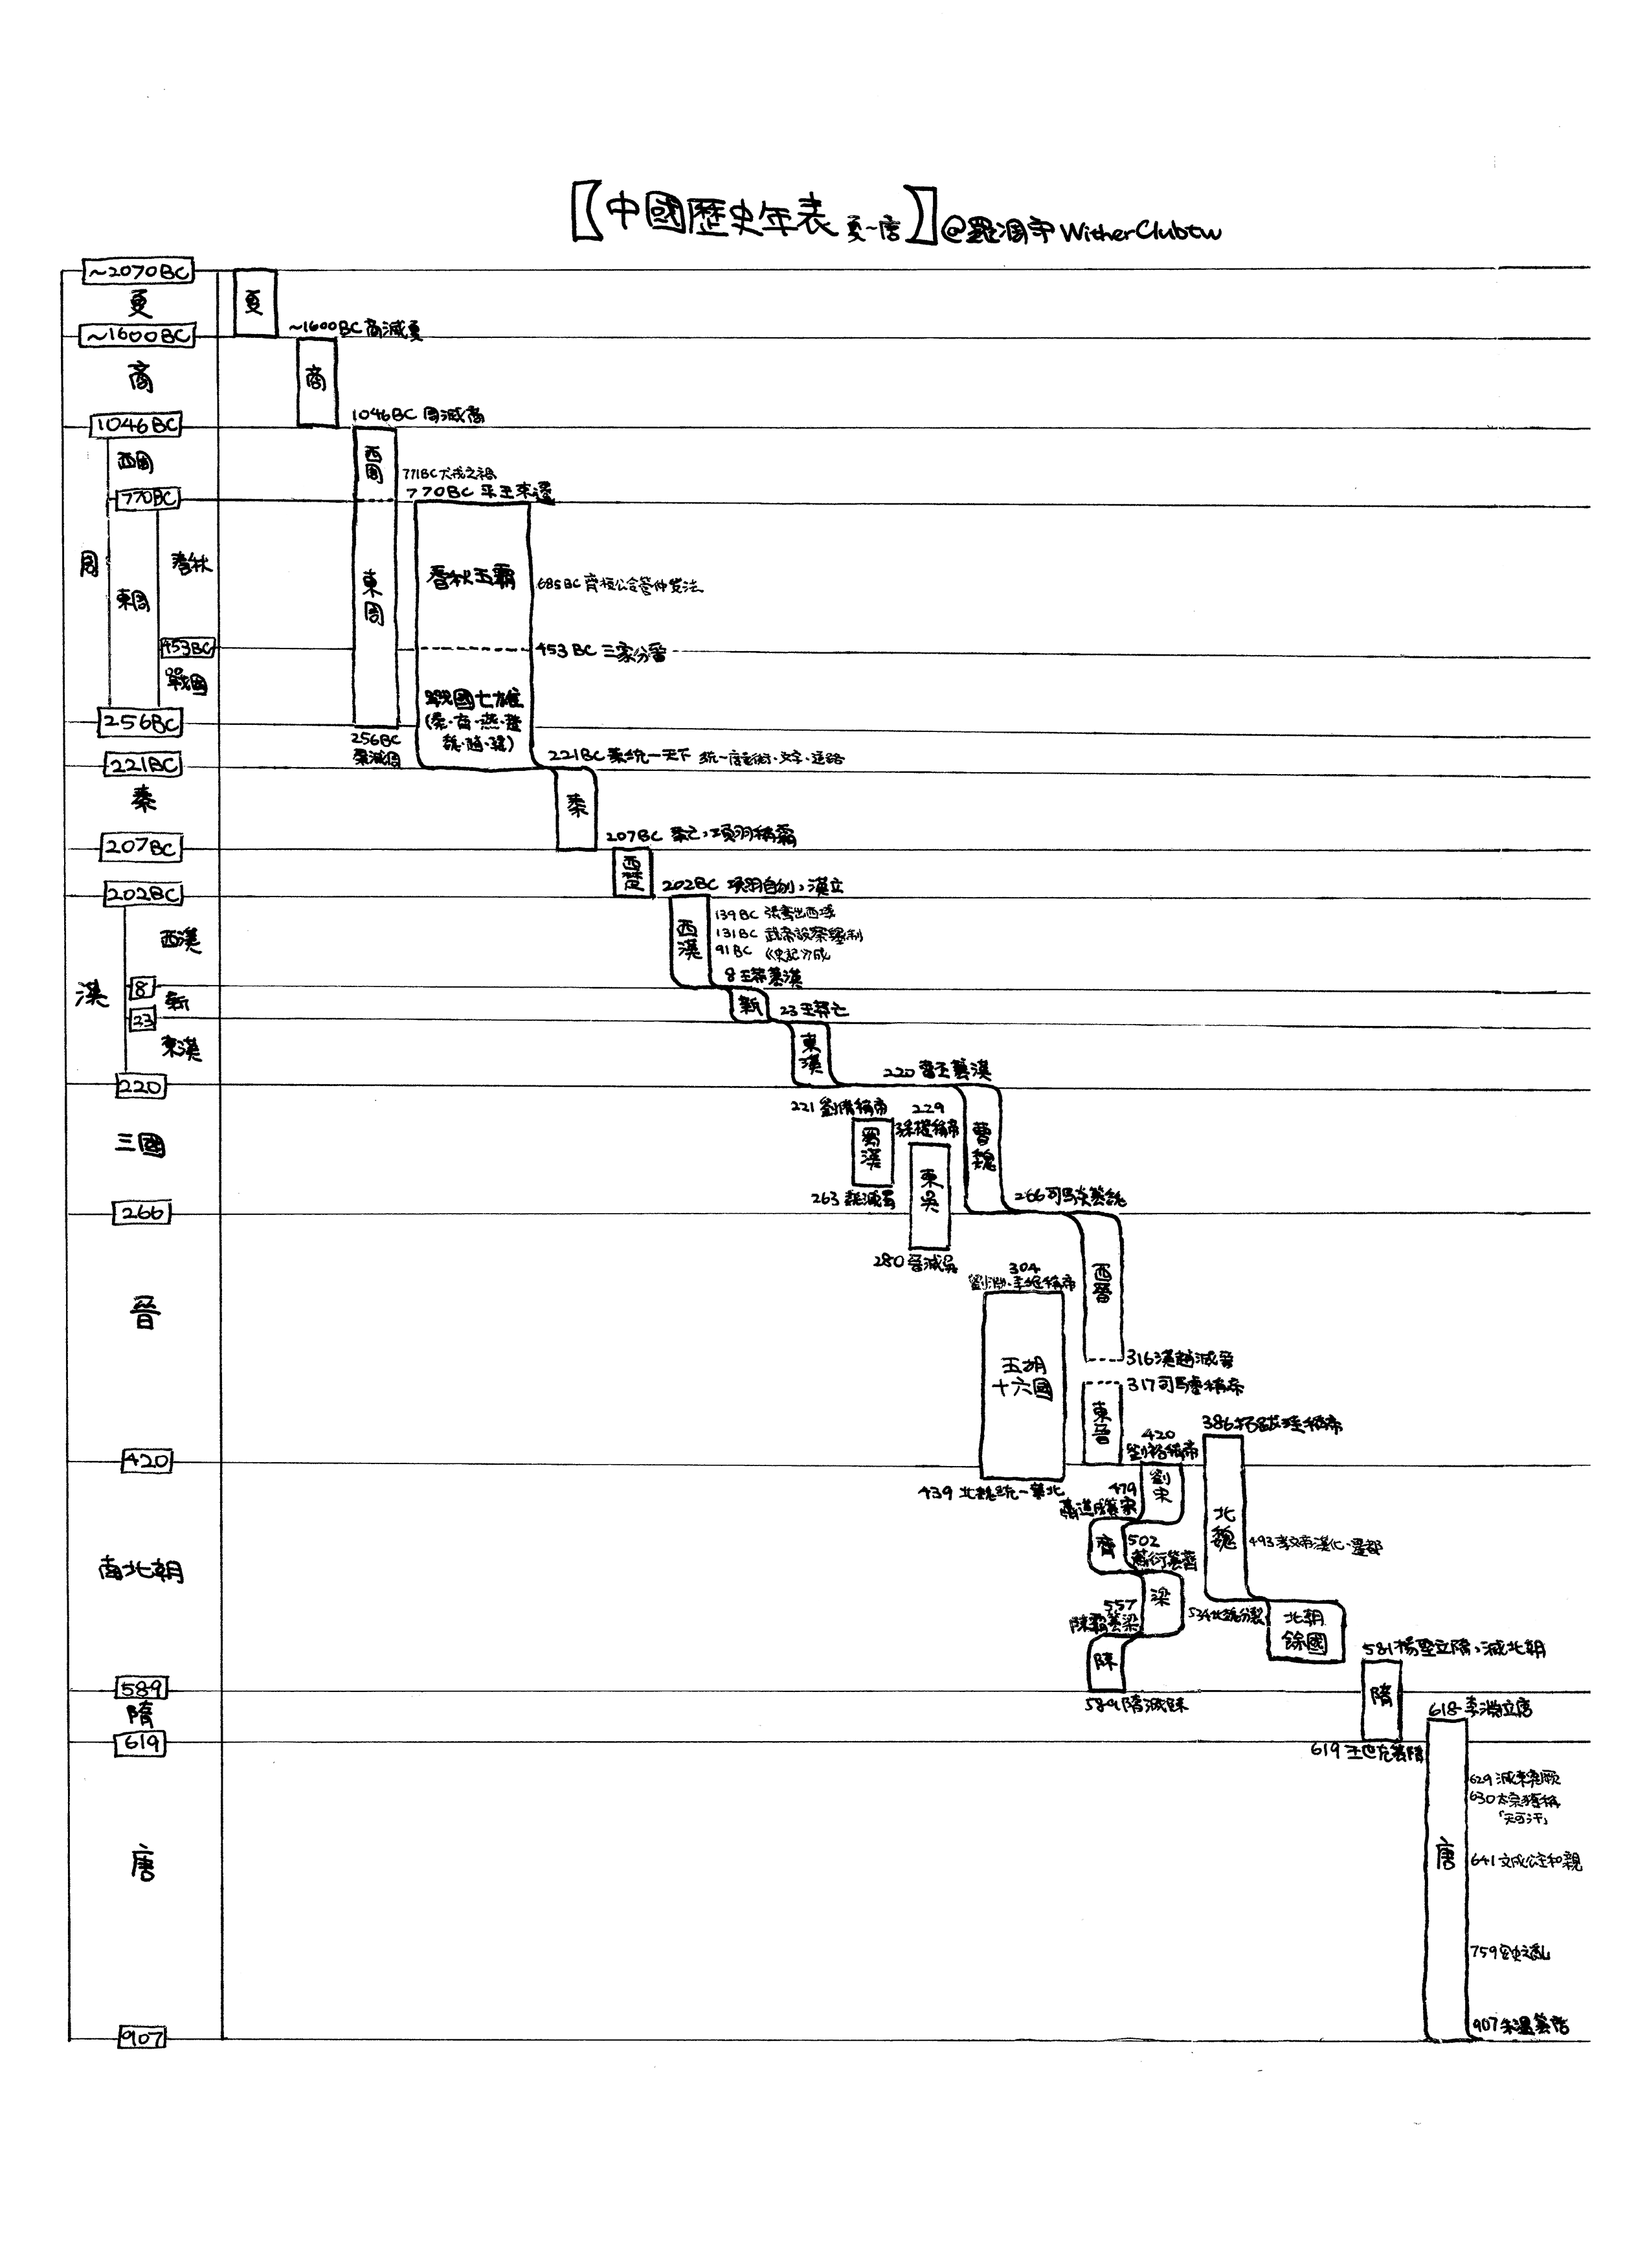 【中國歷史年表 夏~唐】@羅潤宇 WitherClubtw
~2070BC
夏
夏
~1600BC
~1600BC 商滅夏
商
商
1046BC
1046BC 周滅商
西周
西周
771BC 犬戎之禍
770BC
770BC 平王東遷
周
春秋
東周
東周
春秋五霸
685BC 齊桓公令管仲變法
453BC
453BC 三家分晉
戰國
戰國七雄
(秦·齊·燕·楚
魏·趙·韓)
256BC
256BC
秦滅周
221BC
221BC 秦統一天下 統一度量衡、文字、道路
秦
秦
207BC
207BC 秦亡,項羽稱霸
西楚
202BC
202BC 項羽自刎,漢立
西漢
西漢
139BC 張騫出西域
131BC
91BC 《史記》成
漢
8
8 王莽篡漢
新
新
23
23 王莽亡
東漢
東漢
220
220 曹丕篡漢
221 劉備稱帝
229
孫權稱帝
三國
蜀漢
東吳
曹魏
263 魏滅蜀
266
266 司馬炎篡魏
280 晉滅吳
304
劉淵、李雄稱帝
晉
西晉
五胡
十六國
316 漢趙滅晉
317 司馬睿稱帝
東晉
386 拓跋珪稱帝
420
420
劉裕稱帝
劉宋
439 北魏統一華北
479
蕭道成篡宋
南北朝
齊
502
蕭衍篡齊
北魏
493 孝文帝漢化、遷都
梁
557
陳霸篡梁
534 北魏分裂
北朝
餘國
陳
581 楊堅立隋,滅北朝
589
589 隋滅陳
隋
隋
618 李淵立唐
619
619 王世充篡隋
唐
唐
629 滅東突厥
630 太宗獲稱
「天可汗」
641 文成公主和親
759 安史之亂
907
907 朱溫篡唐